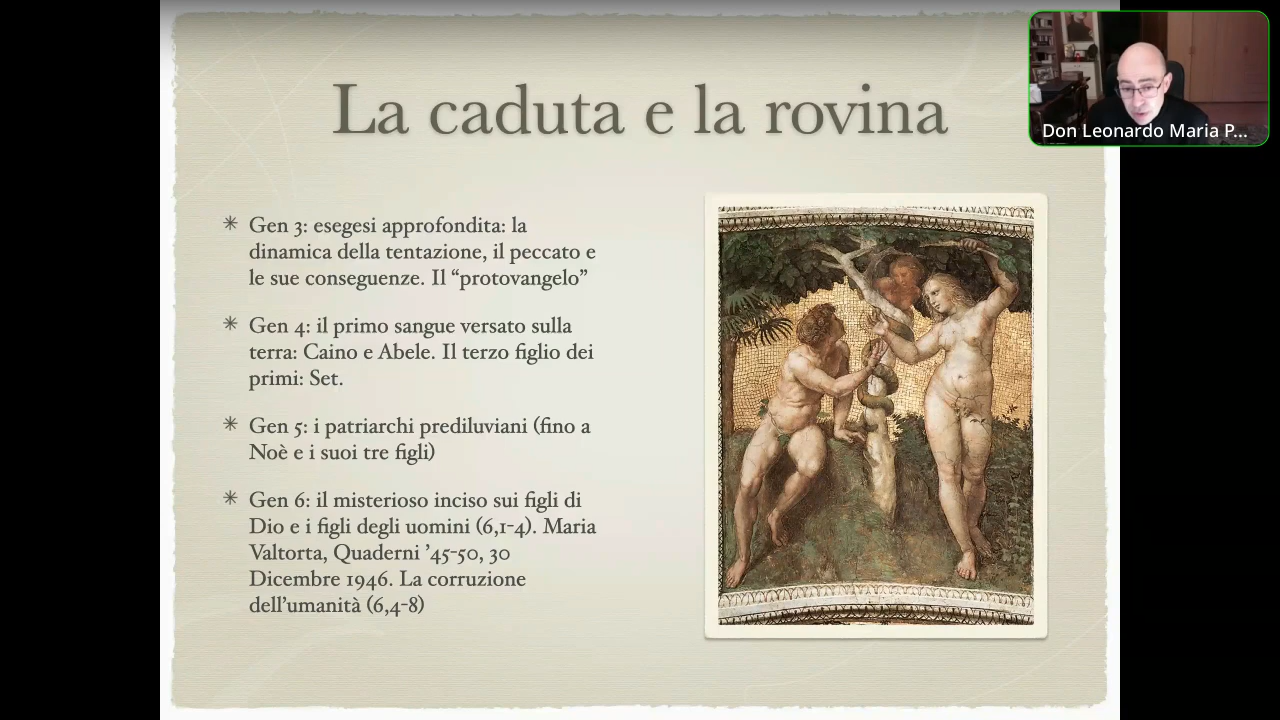 La caduta e la rovina
Don Leonardo Maria P...
Gen 3: esegesi approfondita: la
dinamica della tentazione, il peccato e
le sue conseguenze. Il “protovangelo”
Gen 4: il primo sangue versato sulla
terra: Caino e Abele. Il terzo figlio dei
primi: Set.
Gen 5: i patriarchi prediluviani (fino a
Noè e i suoi tre figli)
Gen 6: il misterioso inciso sui figli di
Dio e i figli degli uomini (6,1-4). Maria
Valtorta, Quaderni ’45-50, 30
Dicembre 1946. La corruzione
dell’umanità (6,4-8)